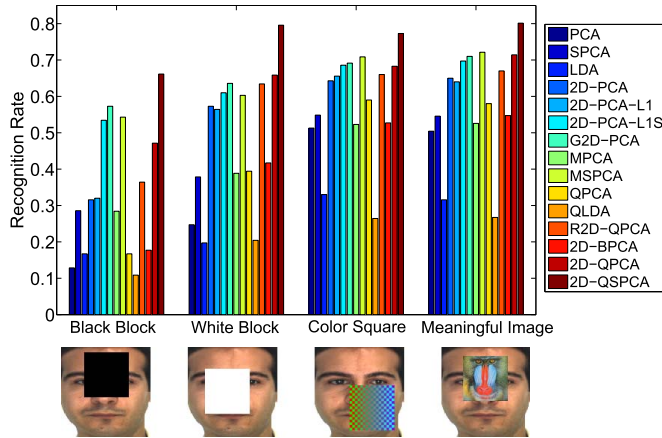 Recognition Rate
0.8
0.7
0.6
0.5
0.4
0.3
0.2
0.1
0
Black Block
White Block
Color Square
Meaningful Image
PCA
SPCA
LDA
2D-PCA
2D-PCA-L1
2D-PCA-L1S
G2D-PCA
MPCA
MSPCA
QPCA
QLDA
R2D-QPCA
2D-BPCA
2D-QPCA
2D-QSPCA